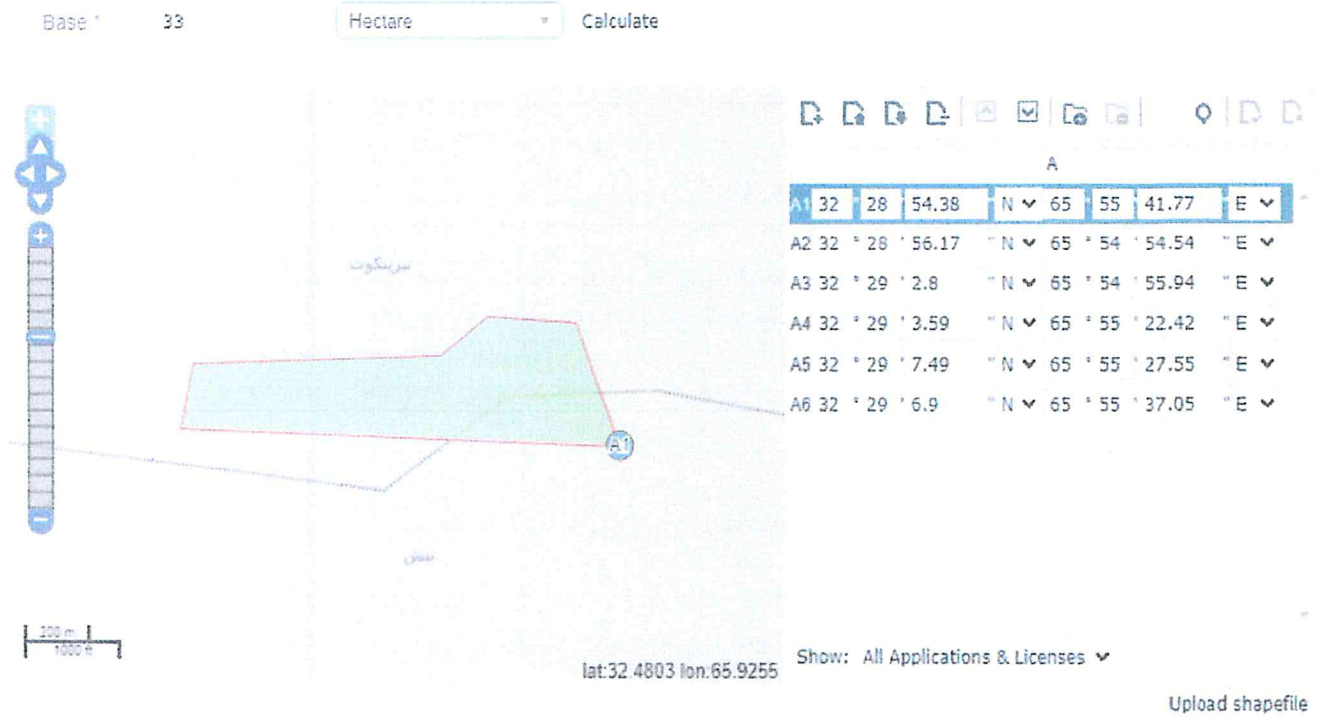 Base * 33 Hectare Calculate
A
A1 32 ° 28 ' 54.38 " N 65 ° 55 ' 41.77 " E
A2 32 ° 28 ' 56.17 " N 65 ° 54 ' 54.54 " E
A3 32 ° 29 ' 2.8 " N 65 ° 54 ' 55.94 " E
A4 32 ° 29 ' 3.59 " N 65 ° 55 ' 22.42 " E
A5 32 ° 29 ' 7.49 " N 65 ° 55 ' 27.55 " E
A6 32 ° 29 ' 6.9 " N 65 ° 55 ' 37.05 " E
A1
200 m
1000 ft
lat:32.4803 lon:65.9255
Show: All Applications & Licenses
Upload shapefile